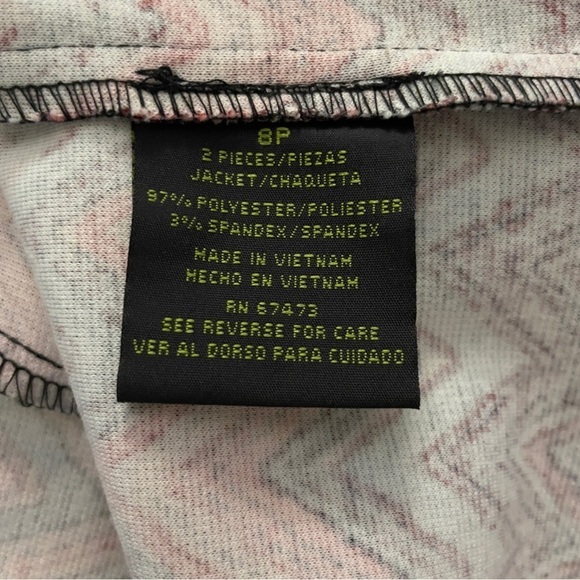 8P
2 PIECES/PIEZAS
JACKET/CHAQUETA
97% POLYESTER/POLIESTER
3% SPANDEX/SPANDEX
MADE IN VIETNAM
HECHO EN VIETNAM
RN 67473
SEE REVERSE FOR CARE
VER AL DORSO PARA CUIDADO